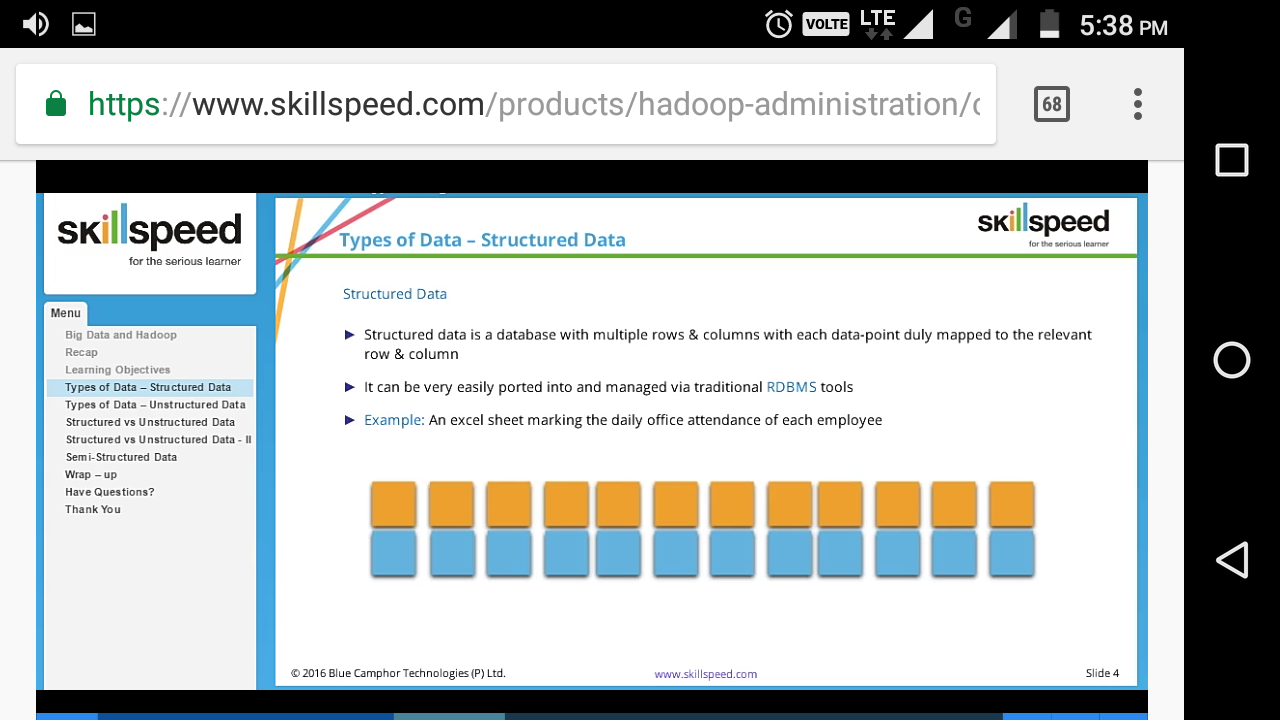 VOLTE LTE G 5:38 PM
https://www.skillspeed.com/products/hadoop-administration/
68
skillspeed
for the serious learner
Menu
Big Data and Hadoop
Recap
Learning Objectives
Types of Data – Structured Data
Types of Data – Unstructured Data
Structured vs Unstructured Data
Structured vs Unstructured Data - II
Semi-Structured Data
Wrap – up
Have Questions?
Thank You
Types of Data – Structured Data
skillspeed
for the serious learner
Structured Data
Structured data is a database with multiple rows & columns with each data-point duly mapped to the relevant
row & column
It can be very easily ported into and managed via traditional RDBMS tools
Example: An excel sheet marking the daily office attendance of each employee
© 2016 Blue Camphor Technologies (P) Ltd.
www.skillspeed.com
Slide 4